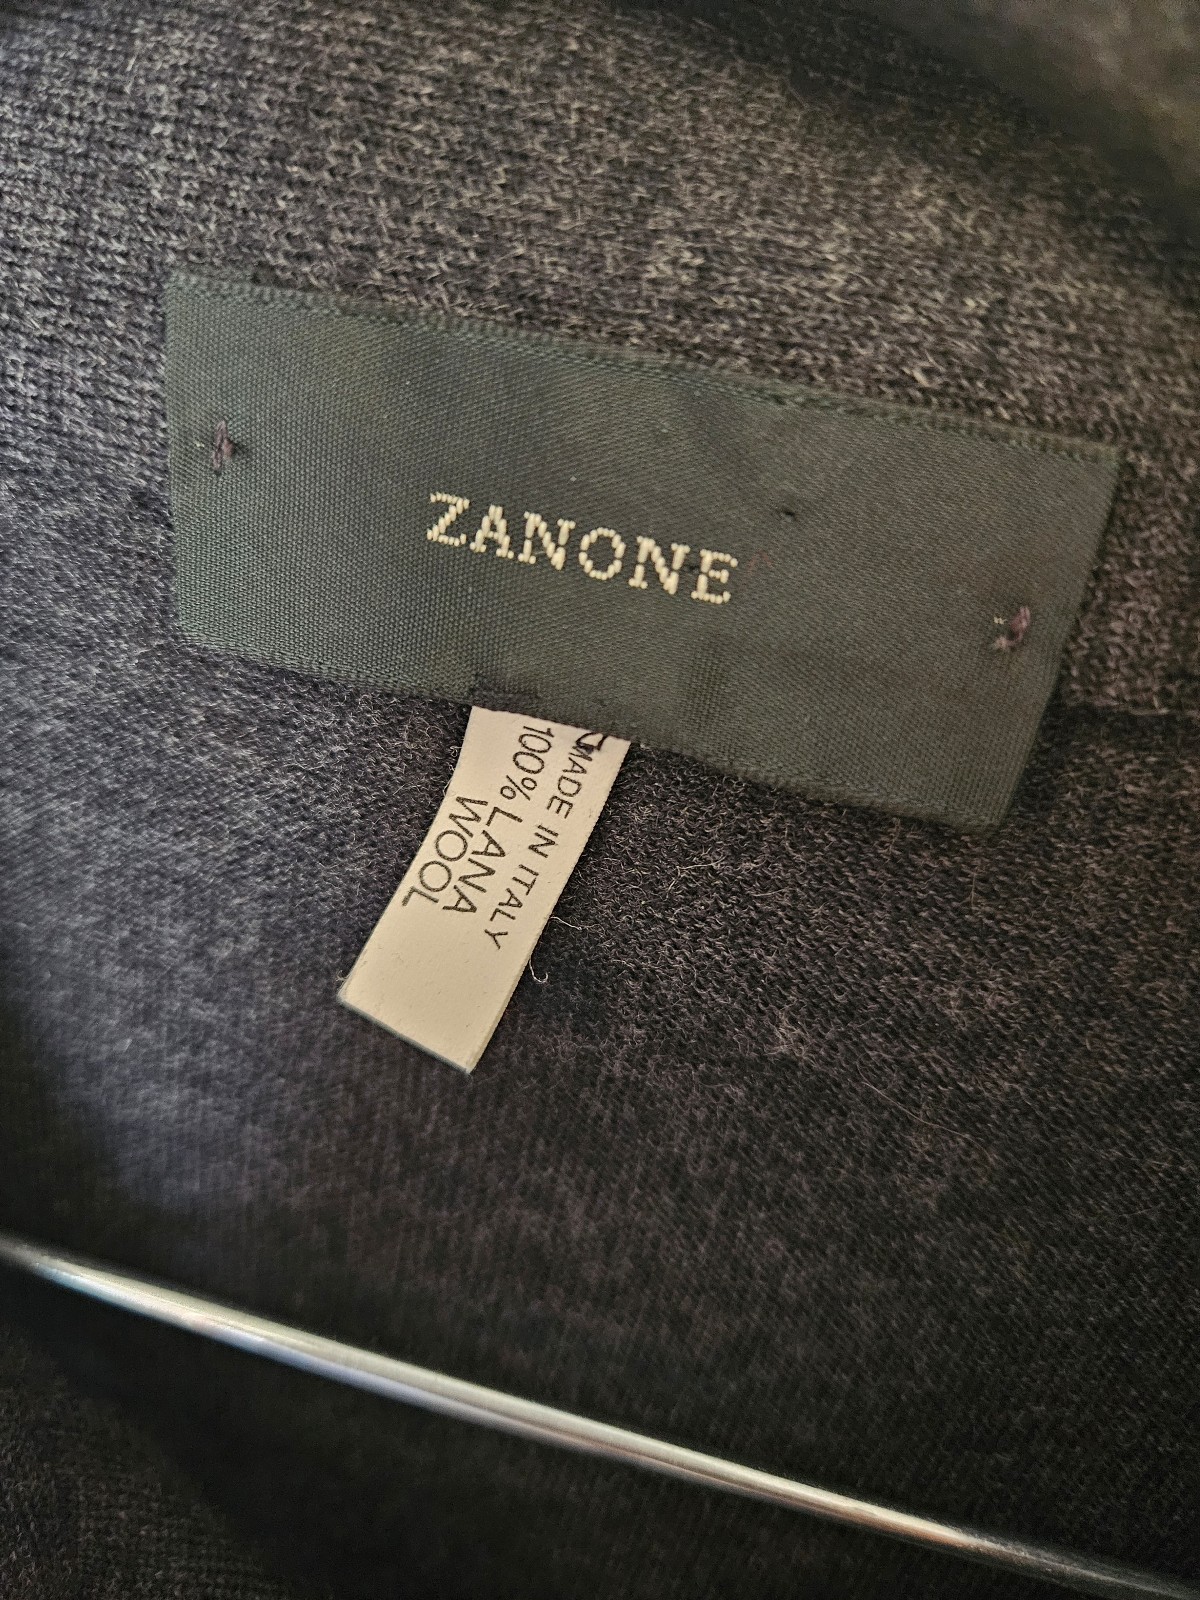 ZANONE
MADE IN ITALY
100% LANA
WOOL